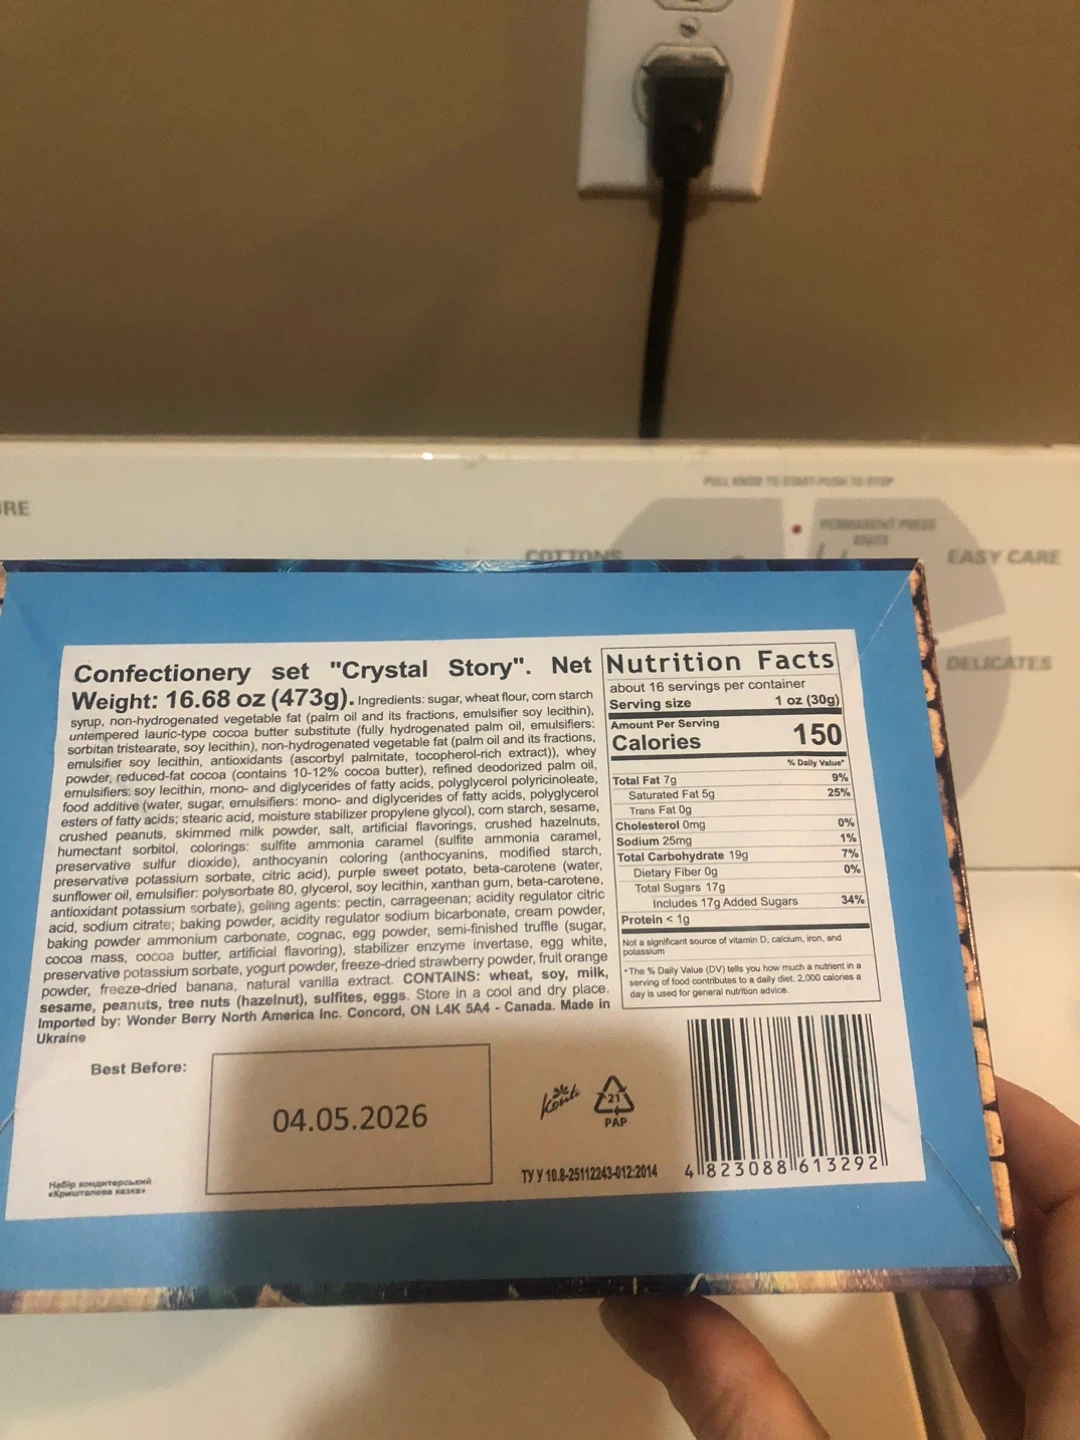 URE
PULL KNOB TO START-PUSH TO STOP
PERMANENT PRESS
COTTONS
EASY CARE
DELICATES
Confectionery set "Crystal Story". Net
Weight: 16.68 oz (473g). Ingredients: sugar, wheat flour, corn starch
syrup, non-hydrogenated vegetable fat (palm oil and its fractions, emulsifier soy lecithin),
untempered lauric-type cocoa butter substitute (fully hydrogenated palm oil, emulsifiers:
sorbitan tristearate, soy lecithin), non-hydrogenated vegetable fat (palm oil and its fractions,
emulsifier soy lecithin, antioxidants (ascorbyl palmitate, tocopherol-rich extract)), whey
powder, reduced-fat cocoa (contains 10-12% cocoa butter), refined deodorized palm oil,
emulsifiers: soy lecithin, mono- and diglycerides of fatty acids, polyglycerol polyricinoleate,
food additive (water, sugar, emulsifiers: mono- and diglycerides of fatty acids, polyglycerol
esters of fatty acids; stearic acid, moisture stabilizer propylene glycol), corn starch, sesame,
crushed peanuts, skimmed milk powder, salt, artificial flavorings, crushed hazelnuts,
humectant sorbitol, colorings: sulfite ammonia caramel (sulfite ammonia caramel,
preservative sulfur dioxide), anthocyanin coloring (anthocyanins, modified starch,
preservative potassium sorbate, citric acid), purple sweet potato, beta-carotene (water,
sunflower oil, emulsifier: polysorbate 80, glycerol, soy lecithin, xanthan gum, beta-carotene,
antioxidant potassium sorbate), gelling agents: pectin, carrageenan; acidity regulator citric
acid, sodium citrate; baking powder, acidity regulator sodium bicarbonate, cream powder,
baking powder ammonium carbonate, cognac, egg powder, semi-finished truffle (sugar,
cocoa mass, cocoa butter, artificial flavoring), stabilizer enzyme invertase, egg white,
preservative potassium sorbate, yogurt powder, freeze-dried strawberry powder, fruit orange
powder, freeze-dried banana, natural vanilla extract. CONTAINS: wheat, soy, milk,
sesame, peanuts, tree nuts (hazelnut), sulfites, eggs. Store in a cool and dry place.
Imported by: Wonder Berry North America Inc. Concord, ON L4K 5A4 - Canada. Made in
Ukraine
Nutrition Facts
about 16 servings per container
Serving size 1 oz (30g)
Amount Per Serving
Calories 150
% Daily Value*
Total Fat 7g 9%
Saturated Fat 5g 25%
Trans Fat 0g
Cholesterol 0mg 0%
Sodium 25mg 1%
Total Carbohydrate 19g 7%
Dietary Fiber 0g 0%
Total Sugars 17g
Includes 17g Added Sugars 34%
Protein < 1g
Not a significant source of vitamin D, calcium, iron, and
potassium
*The % Daily Value (DV) tells you how much a nutrient in a
serving of food contributes to a daily diet. 2,000 calories a
day is used for general nutrition advice.
Best Before:
04.05.2026
Konti
21
PAP
Набір кондитерський
«Кришталева казка»
ТУ У 10.8-25112243-012:2014
4 823088 613292